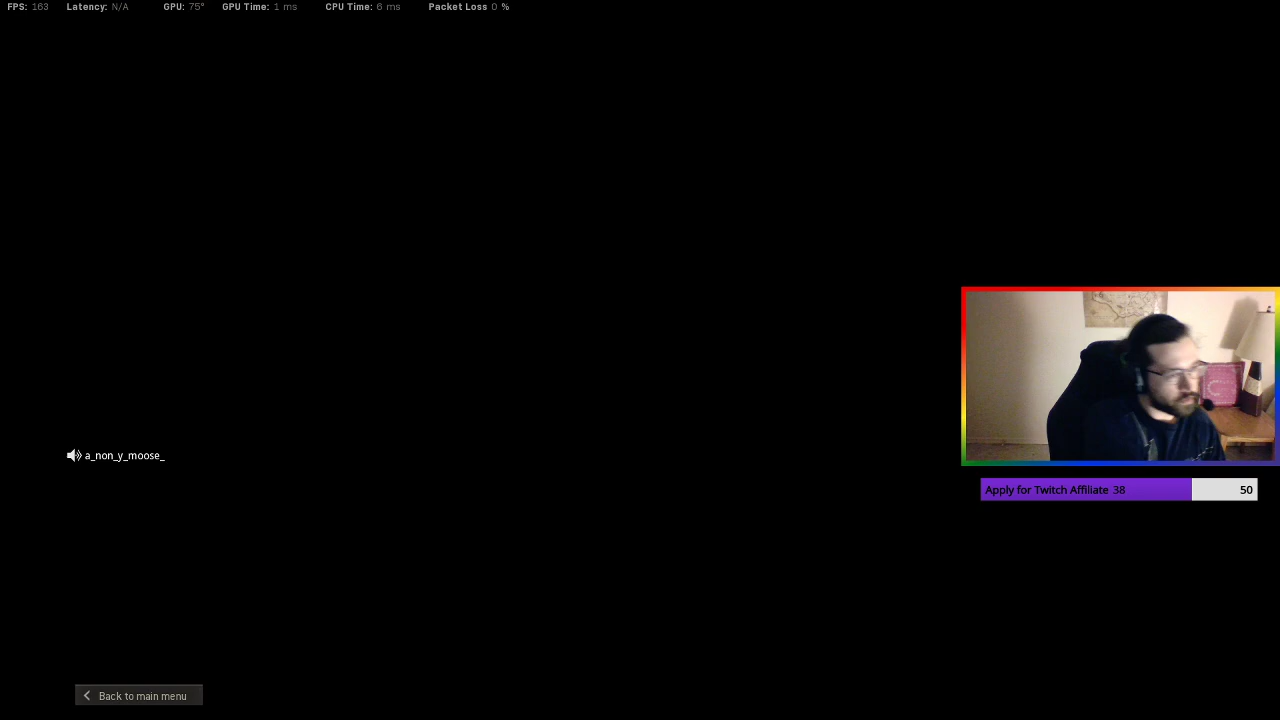 FPS: 163 Latency: N/A GPU: 75° GPU Time: 1 ms CPU Time: 6 ms Packet Loss 0 %
a_non_y_moose_
Apply for Twitch Affiliate 38 50
Back to main menu